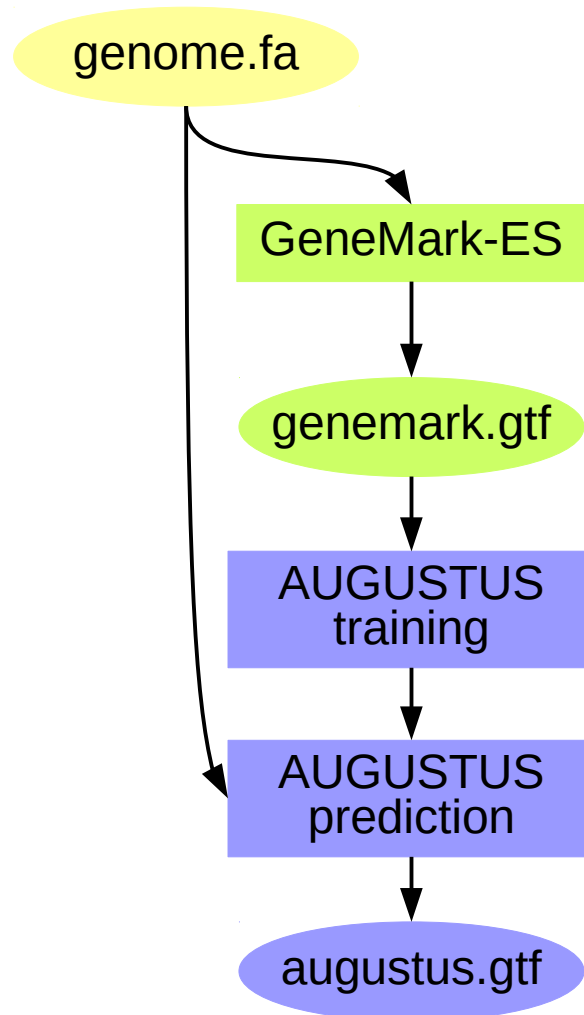 genome.fa
GeneMark-ES
genemark.gtf
AUGUSTUS
training
AUGUSTUS
prediction
augustus.gtf